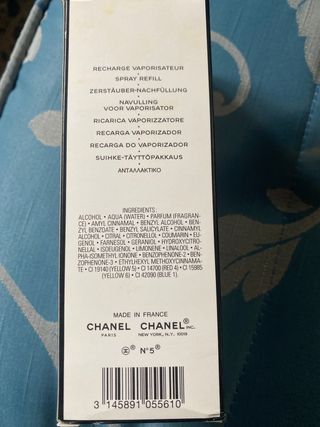 RECHARGE VAPORISATEUR
SPRAY REFILL
ZERSTÄUBER-NACHFÜLLUNG
NAVULLING
VOOR VAPORISATOR
RICARICA VAPORIZZATORE
RECARGA VAPORIZADOR
RECARGA DO VAPORIZADOR
SUIHKE-TÄYTTÖPAKKAUS
ΑΝΤΑΛΛΑΚΤΙΚΟ
INGREDIENTS:
ALCOHOL • AQUA (WATER) • PARFUM (FRAGRAN-
CE) • AMYL CINNAMAL • BENZYL ALCOHOL • BEN-
ZYL BENZOATE • BENZYL SALICYLATE • CINNAMYL
ALCOHOL • CITRAL • CITRONELLOL • COUMARIN • EU-
GENOL • FARNESOL • GERANIOL • HYDROXYCITRO-
NELLAL • ISOEUGENOL • LIMONENE • LINALOOL • AL-
PHA-ISOMETHYL IONONE • BENZOPHENONE-2 • BEN-
ZOPHENONE-3 • ETHYLHEXYL METHOXYCINNAMA-
TE • CI 19140 (YELLOW 5) • CI 14700 (RED 4) • CI 15985
(YELLOW 6) • CI 42090 (BLUE 1).
MADE IN FRANCE
CHANEL CHANEL® INC.
PARIS NEW YORK, N.Y. 10019
N°5®
3 145891 055610